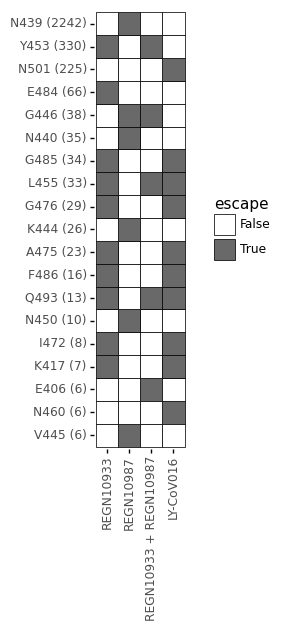 N439 (2242)
Y453 (330)
N501 (225)
E484 (66)
G446 (38)
N440 (35)
G485 (34)
L455 (33)
G476 (29)
K444 (26)
A475 (23)
F486 (16)
Q493 (13)
N450 (10)
I472 (8)
K417 (7)
E406 (6)
N460 (6)
V445 (6)
REGN10933
REGN10987
REGN10933 + REGN10987
LY-CoV016
escape
False
True